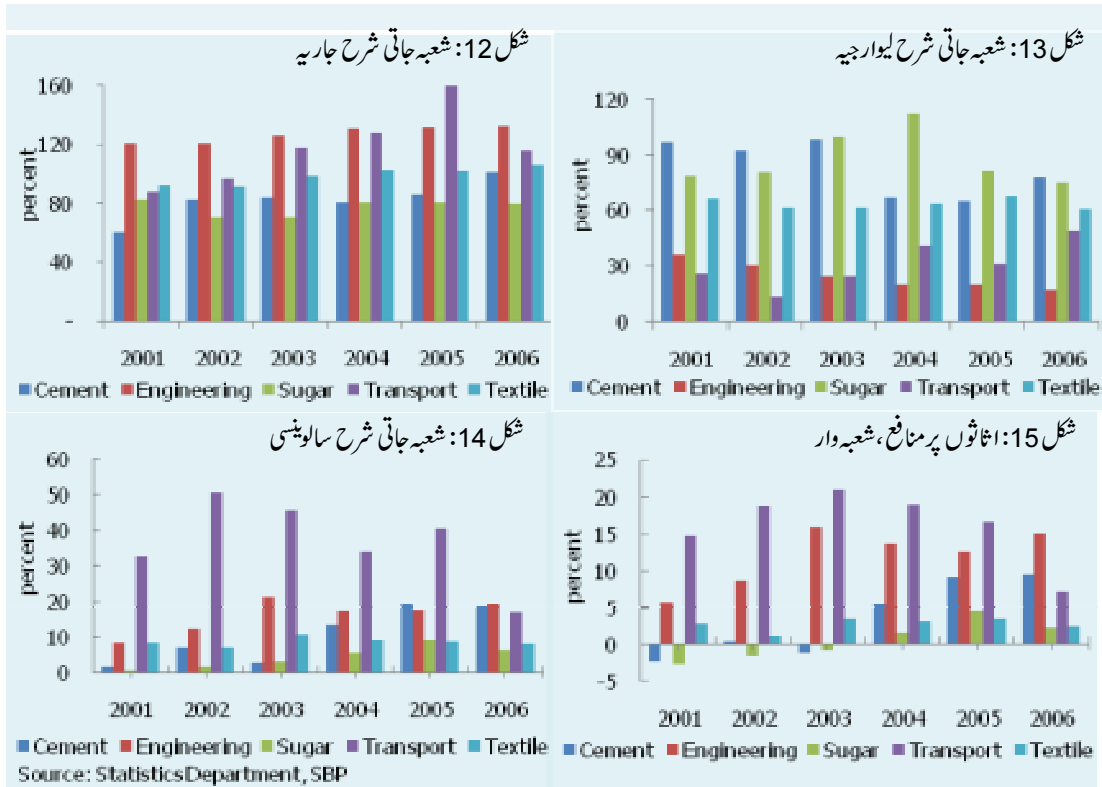 شکل 12: شعبہ جاتی شرح جاریہ
160
120
80
40
-
percent
2001 2002 2003 2004 2005 2006
Cement Engineering Sugar Transport Textile
شکل 13: شعبہ جاتی شرح لیوارجیہ
120
90
60
30
0
percent
2001 2002 2003 2004 2005 2006
Cement Engineering Sugar Transport Textile
شکل 14: شعبہ جاتی شرح سالوینسی
60
50
40
30
20
10
0
percent
2001 2002 2003 2004 2005 2006
Cement Engineering Sugar Transport Textile
Source: StatisticsDepartment, SBP
شکل 15: اثاثوں پر منافع، شعبہ وار
25
20
15
10
5
0
-5
percent
2001 2002 2003 2004 2005 2006
Cement Engineering Sugar Transport Textile